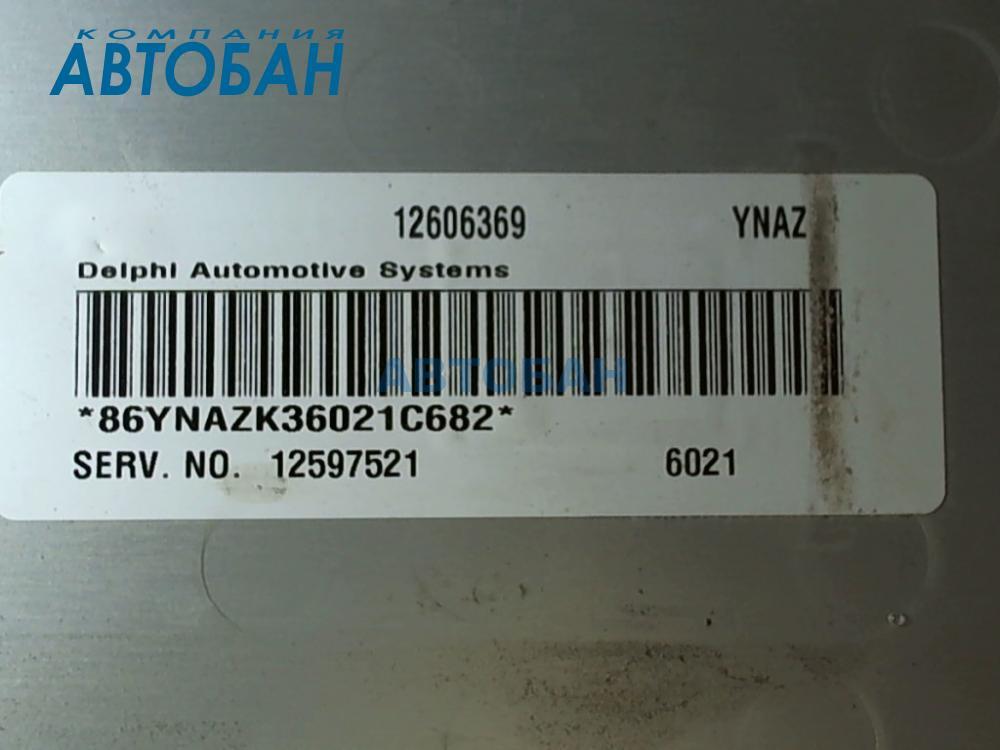 КОМПАНИЯ
АВТОБАН
12606369 YNAZ
Delphi Automotive Systems
АВТОБАН
*86YNAZK36021C682*
SERV. NO. 12597521 6021